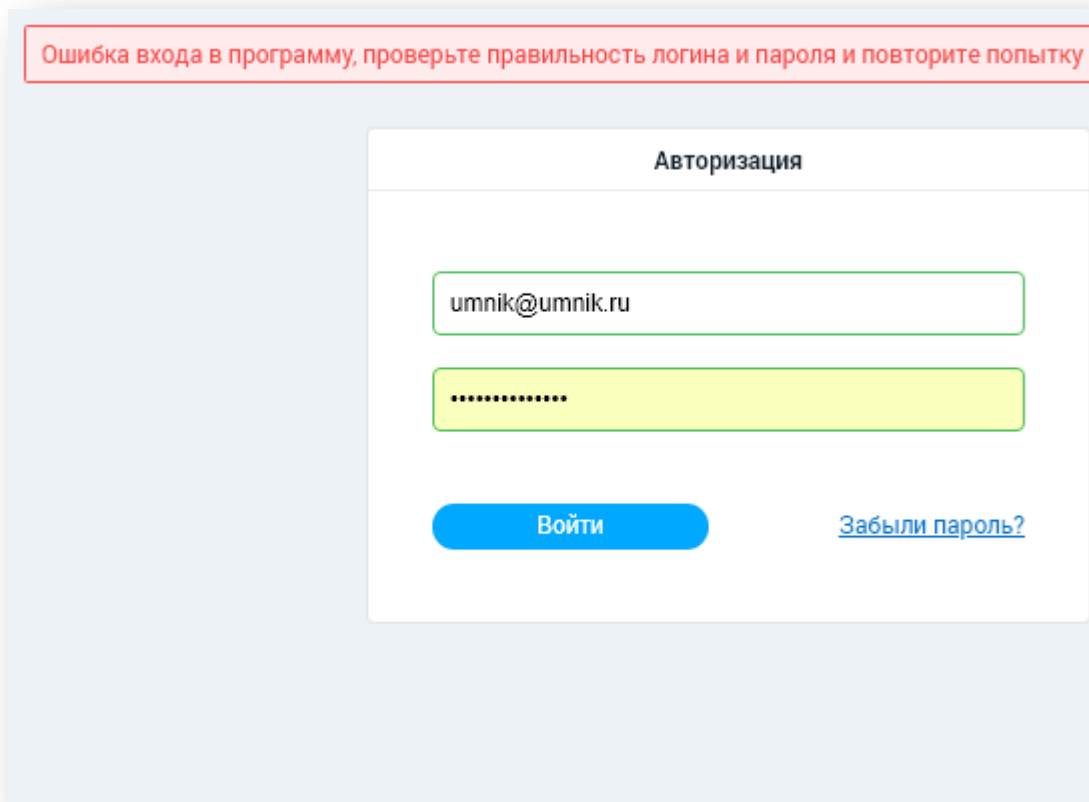 Ошибка входа в программу, проверьте правильность логина и пароля и повторите попытку
Авторизация
umnik@umnik.ru
••••••••••••••
Войти
Забыли пароль?